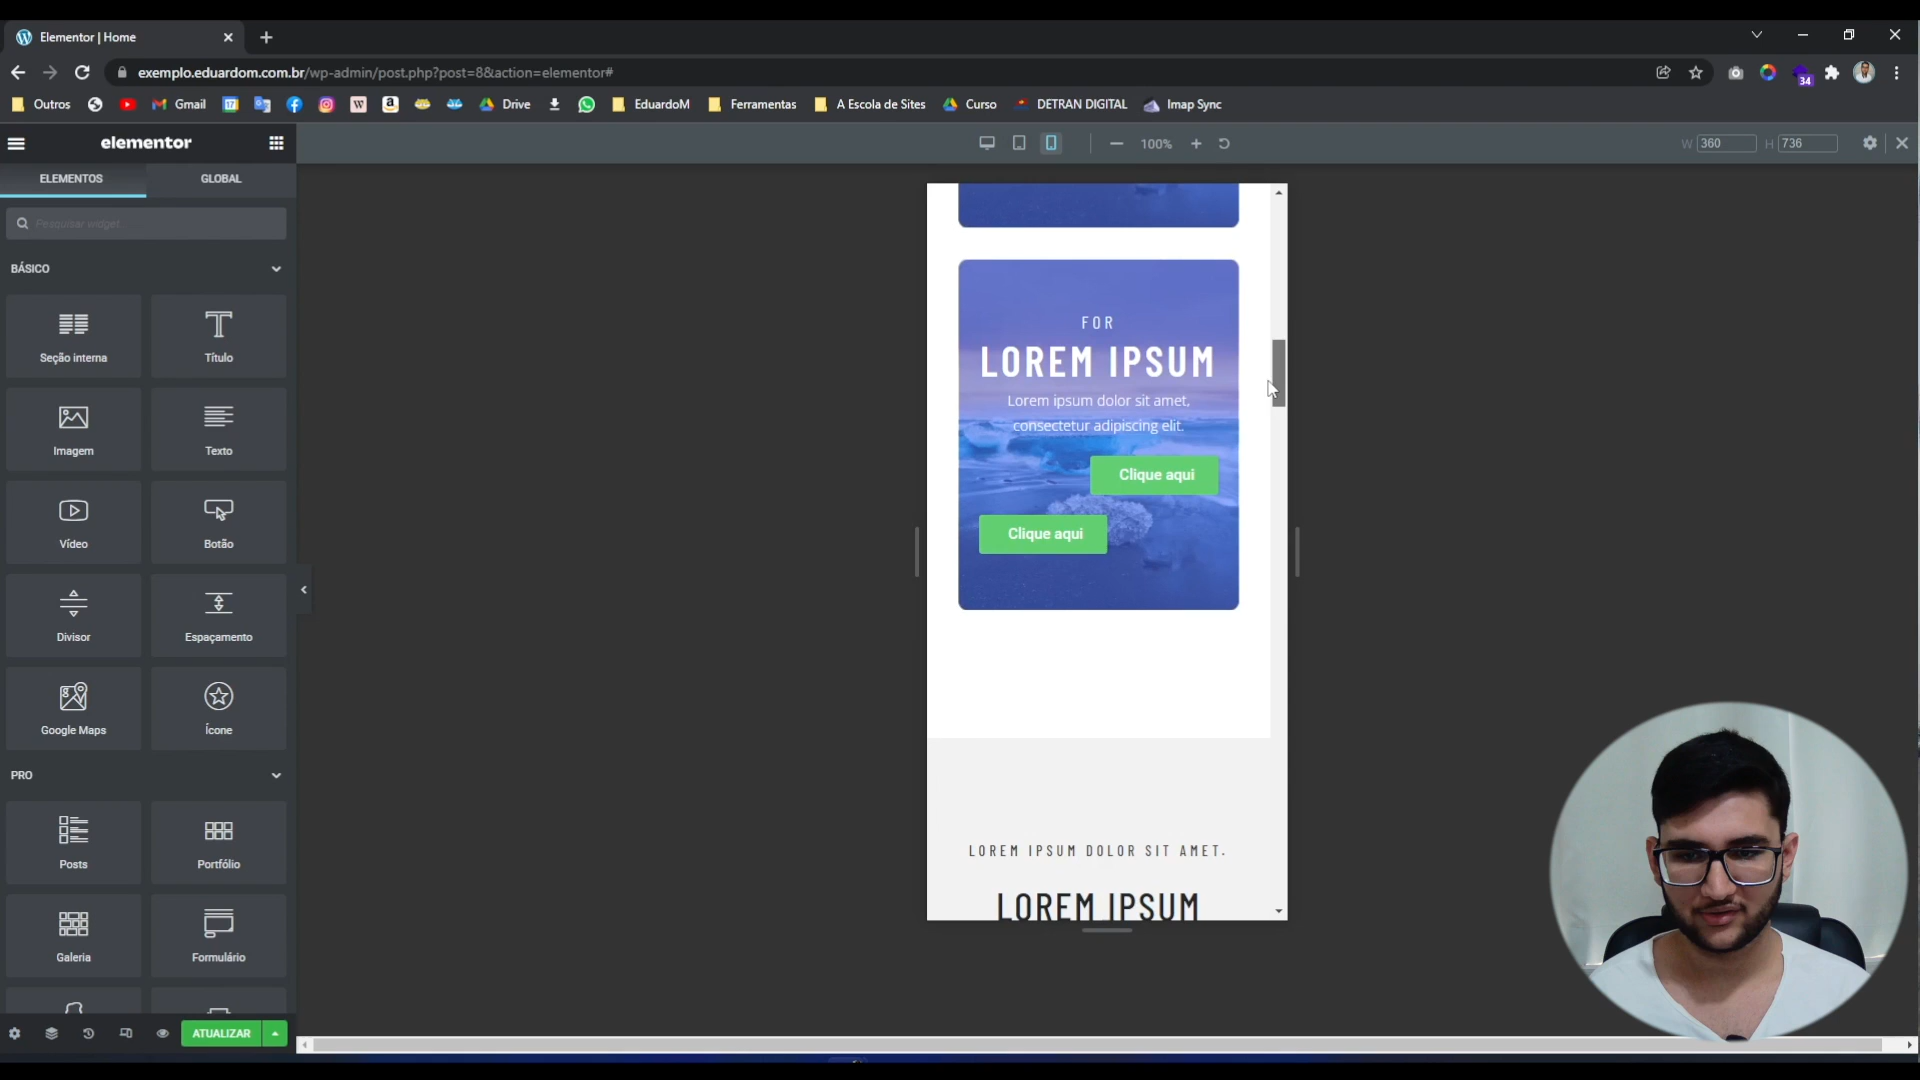 Elementor | Home
exemplo.eduardom.com.br/wp-admin/post.php?post=8&action=elementor#
34
Outros
Gmail
Drive
EduardoM
Ferramentas
A Escola de Sites
Curso
DETRAN DIGITAL
Imap Sync
elementor
100%
W 360
H 736
ELEMENTOS
GLOBAL
Pesquisar widget...
BÁSICO
Seção interna
Título
Imagem
Texto
Vídeo
Botão
Divisor
Espaçamento
Google Maps
Ícone
PRO
Posts
Portfólio
Galeria
Formulário
ATUALIZAR
FOR
LOREM IPSUM
Lorem ipsum dolor sit amet,
consectetur adipiscing elit.
Clique aqui
Clique aqui
LOREM IPSUM DOLOR SIT AMET.
LOREM IPSUM